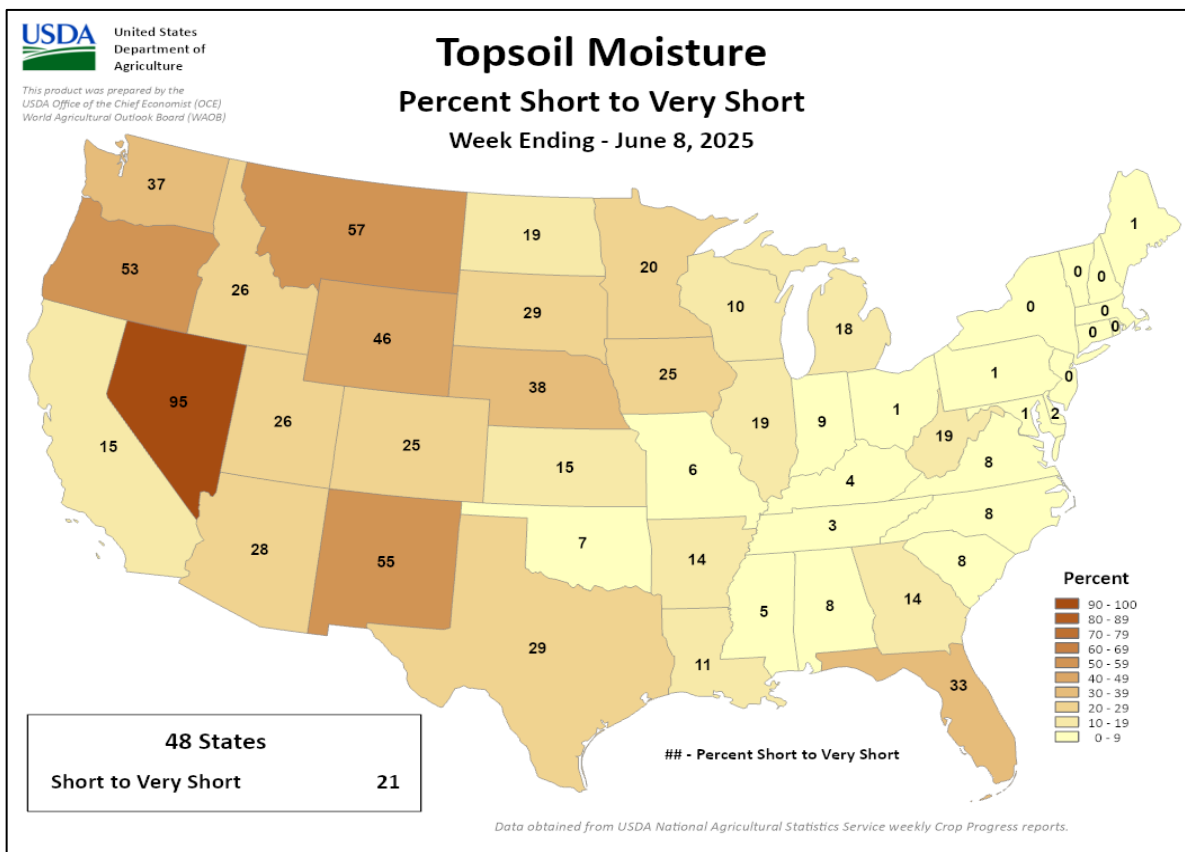 USDA
United States
Department of
Agriculture
This product was prepared by the
USDA Office of the Chief Economist (OCE)
World Agricultural Outlook Board (WAOB)
Topsoil Moisture
Percent Short to Very Short
Week Ending - June 8, 2025
37
57
19
20
1
53
26
29
10
18
0
0
0
0
0
0
46
38
25
1
0
95
26
25
19
9
1
1
2
15
15
6
19
8
4
28
55
7
14
3
8
8
5
8
14
29
11
33
Percent
90 - 100
80 - 89
70 - 79
60 - 69
50 - 59
40 - 49
30 - 39
20 - 29
10 - 19
0 - 9
48 States
Short to Very Short 21
## - Percent Short to Very Short
Data obtained from USDA National Agricultural Statistics Service weekly Crop Progress reports.